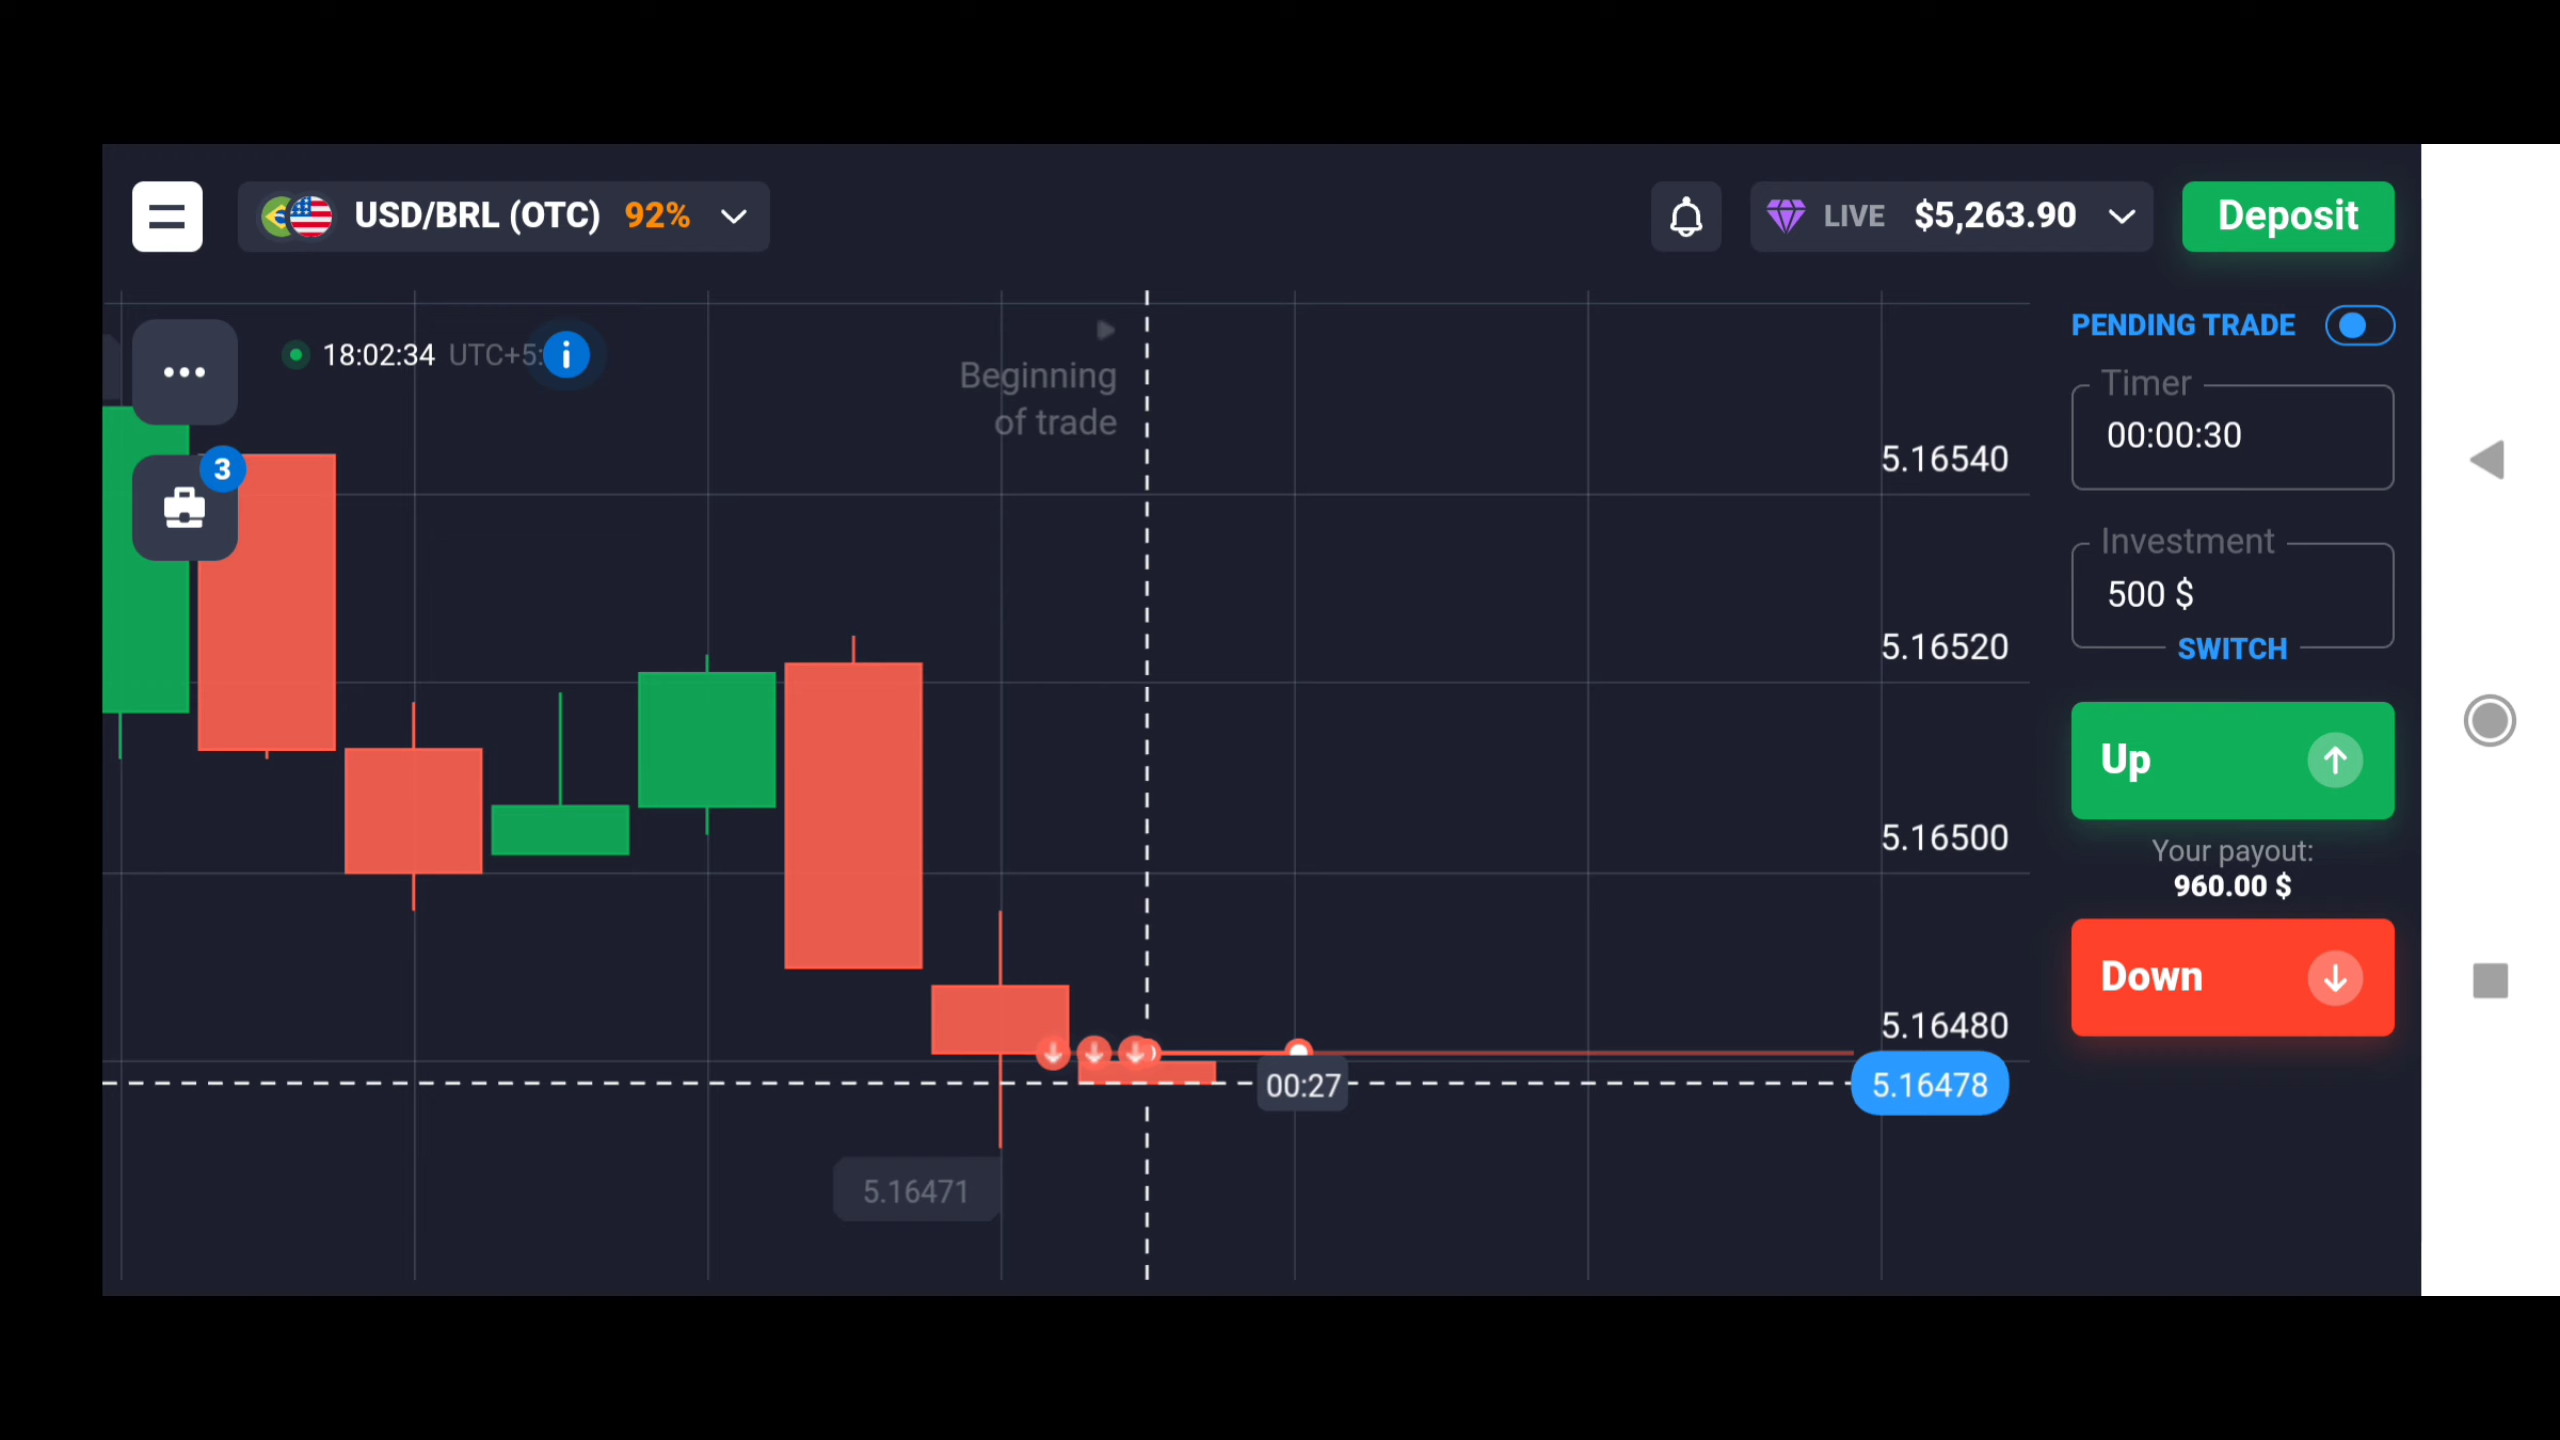 USD/BRL (OTC) 92%
LIVE $5,263.90
Deposit
18:02:34 UTC+5:
3
Beginning
of trade
PENDING TRADE
Timer
00:00:30
Investment
500 $
SWITCH
Up
Your payout:
960.00 $
Down
5.16540
5.16520
5.16500
5.16480
5.16478
00:27
5.16471